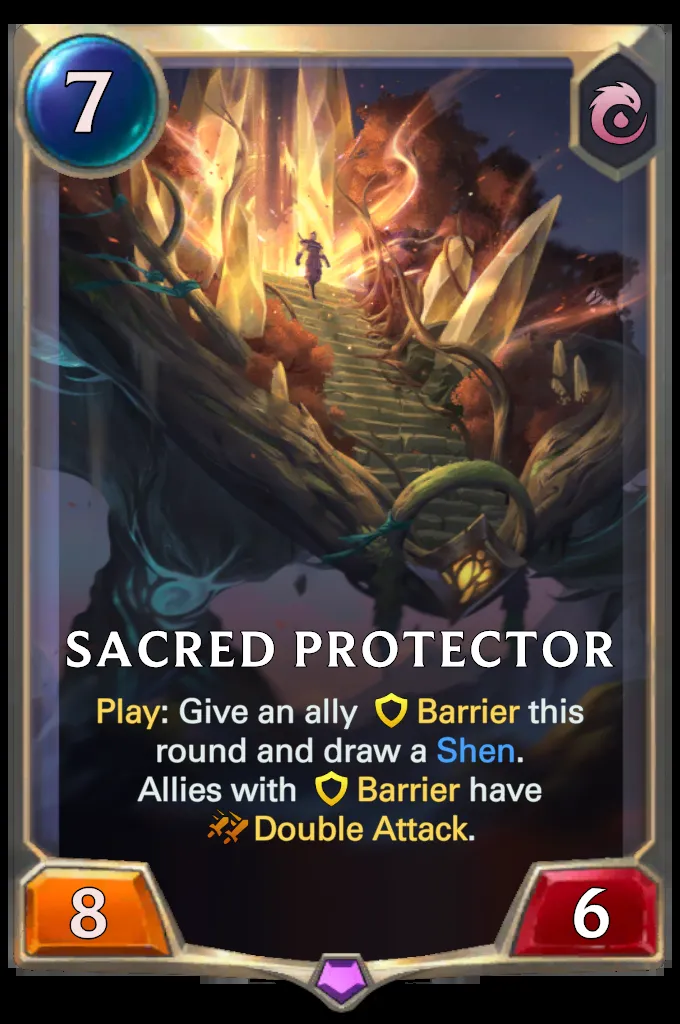 7
SACRED PROTECTOR
Play: Give an ally Barrier this
round and draw a Shen.
Allies with Barrier have
Double Attack.
8 6